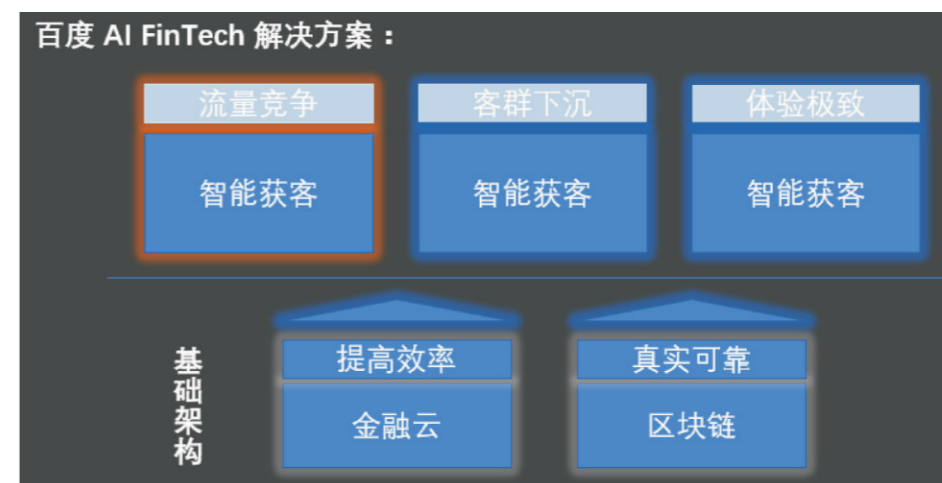 百度 AI FinTech 解决方案：
流量竞争
客群下沉
体验极致
智能获客
智能获客
智能获客
基础架构
提高效率
真实可靠
金融云
区块链